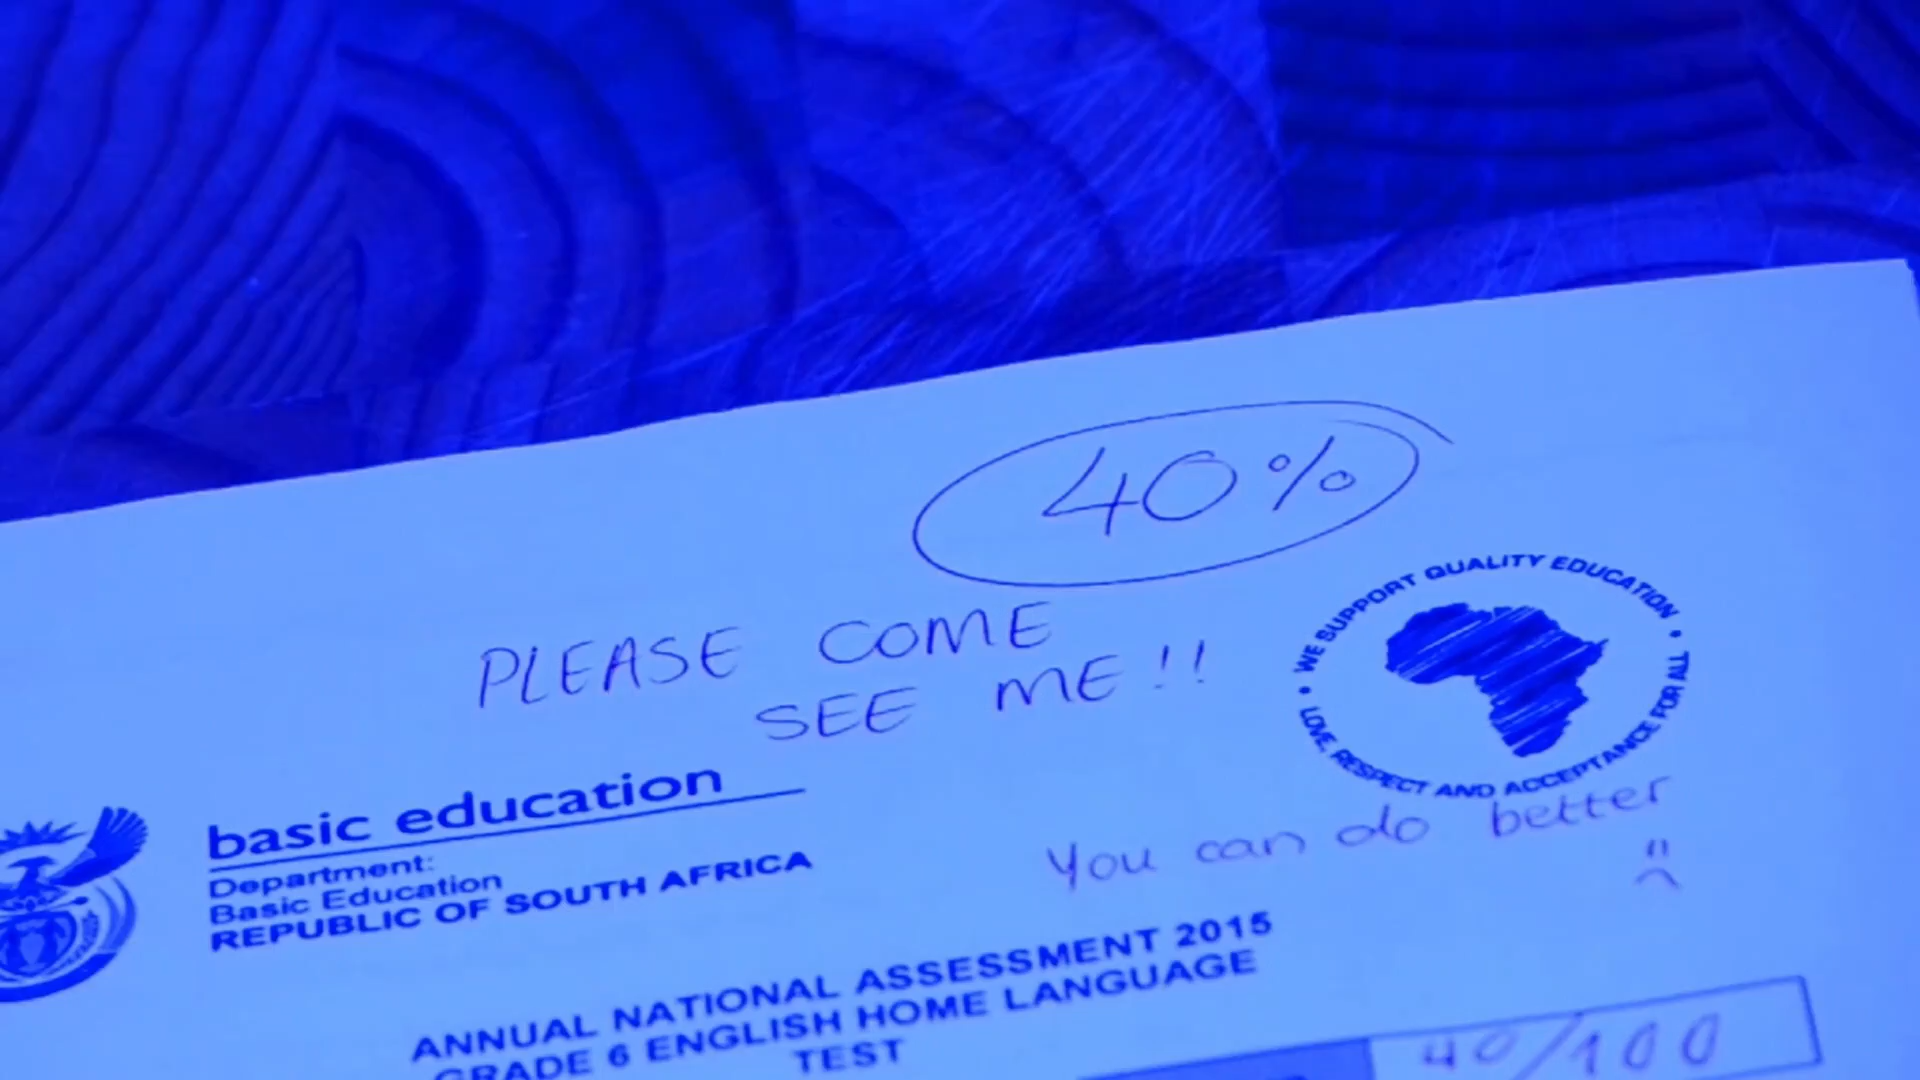 40%
PLEASE COME
SEE ME!!
WE SUPPORT QUALITY EDUCATION
LOVE, RESPECT AND ACCEPTANCE FOR ALL
basic education
Department:
Basic Education
REPUBLIC OF SOUTH AFRICA
You can do better
ANNUAL NATIONAL ASSESSMENT 2015
GRADE 6 ENGLISH HOME LANGUAGE
TEST
40/100